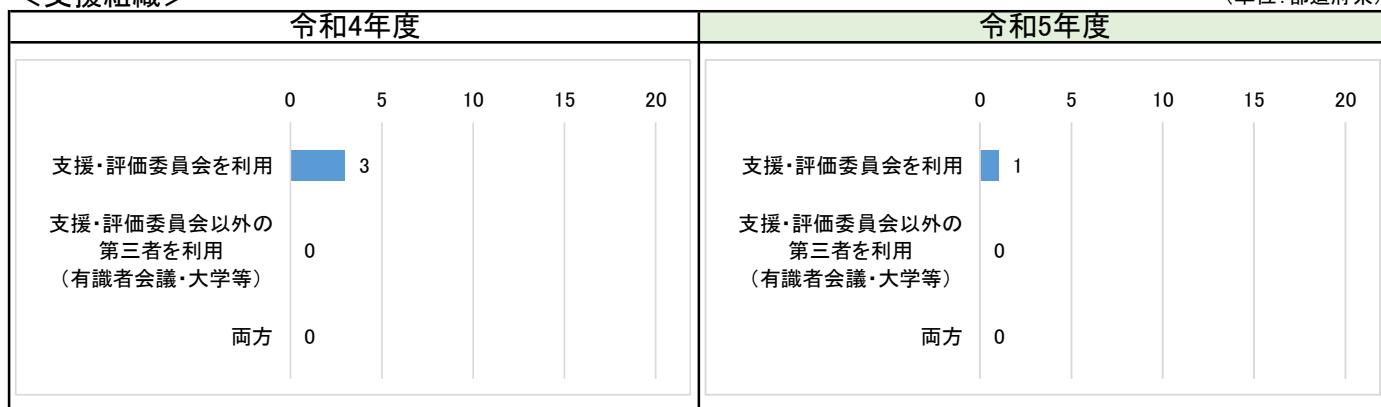 <支援組織>
(単位:都道府県)
令和4年度
0 5 10 15 20
支援・評価委員会を利用 3
支援・評価委員会以外の
第三者を利用 0
(有識者会議・大学等)
両方 0
令和5年度
0 5 10 15 20
支援・評価委員会を利用 1
支援・評価委員会以外の
第三者を利用 0
(有識者会議・大学等)
両方 0